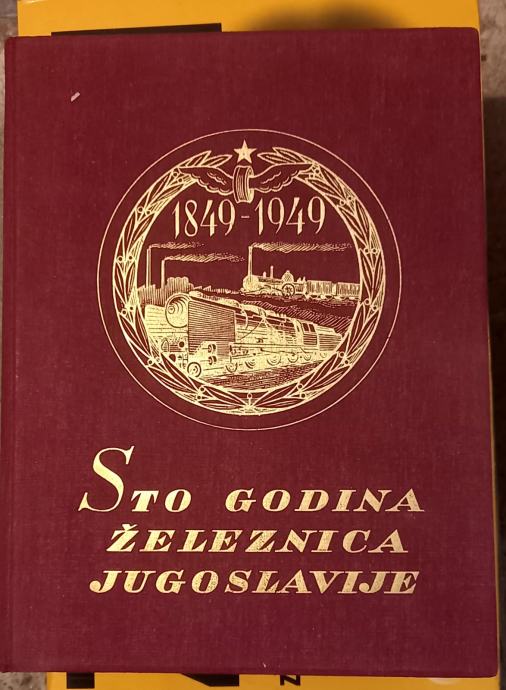 1849-1949
STO GODINA
ŽELEZNICA
JUGOSLAVIJE